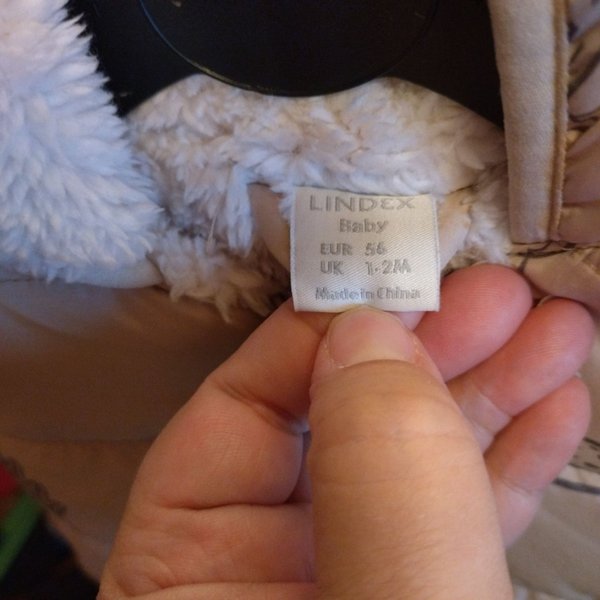 LINDEX
Baby
EUR 56
UK 1-2M
Made in China